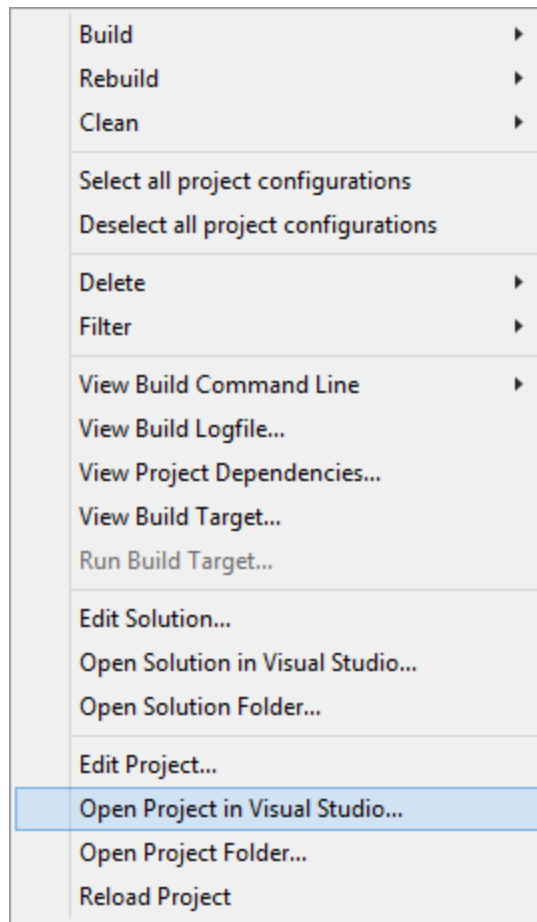 Build
Rebuild
Clean
Select all project configurations
Deselect all project configurations
Delete
Filter
View Build Command Line
View Build Logfile...
View Project Dependencies...
View Build Target...
Run Build Target...
Edit Solution...
Open Solution in Visual Studio...
Open Solution Folder...
Edit Project...
Open Project in Visual Studio...
Open Project Folder...
Reload Project